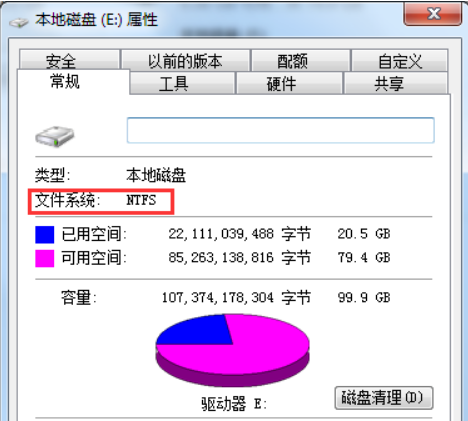 本地磁盘 (E:) 属性
安全 以前的版本 配额 自定义
常规 工具 硬件 共享
类型: 本地磁盘
文件系统: NTFS
已用空间: 22,111,039,488 字节 20.5 GB
可用空间: 85,263,138,816 字节 79.4 GB
容量: 107,374,178,304 字节 99.9 GB
驱动器 E: 磁盘清理(D)